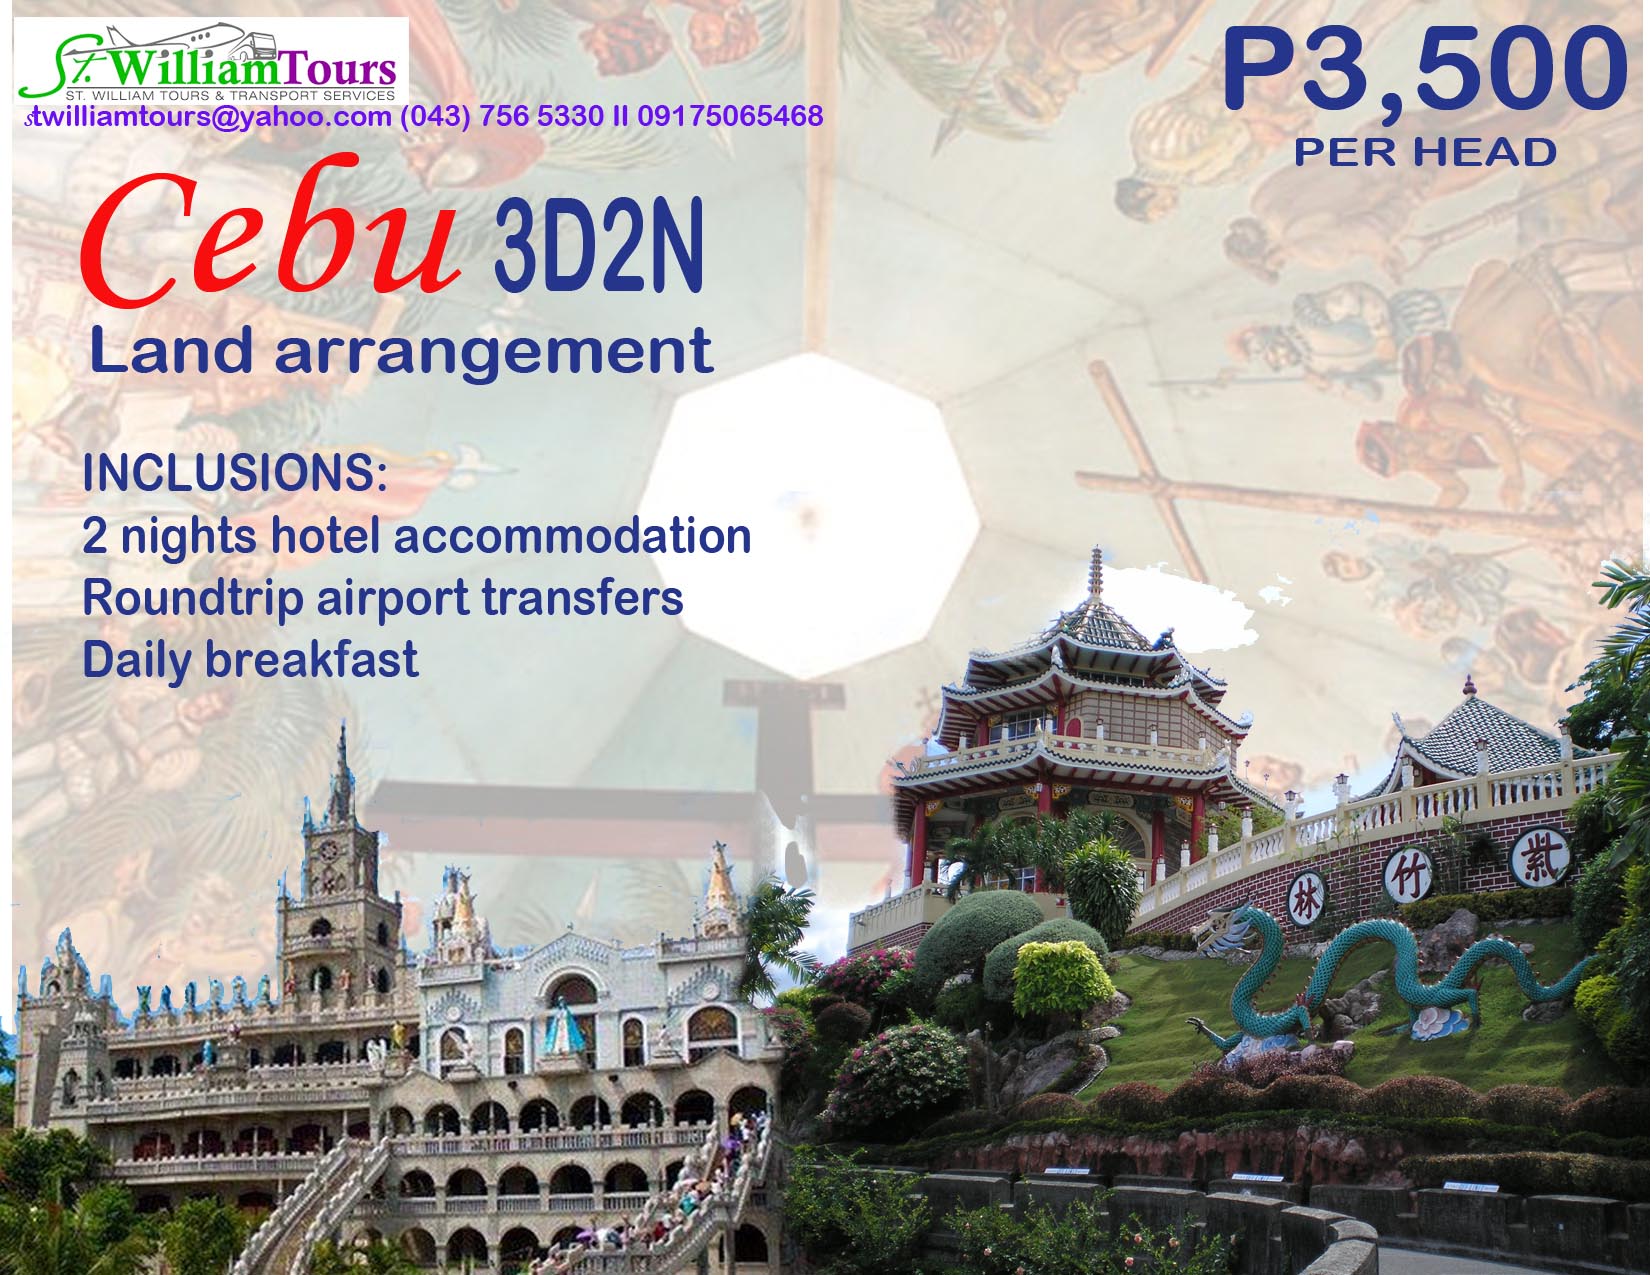 St. WilliamTours
ST. WILLIAM TOURS & TRANSPORT SERVICES
stwilliamtours@yahoo.com (043) 756 5330 II 09175065468
P3,500
PER HEAD
Cebu 3D2N
Land arrangement
INCLUSIONS:
2 nights hotel accommodation
Roundtrip airport transfers
Daily breakfast
林 竹 紫